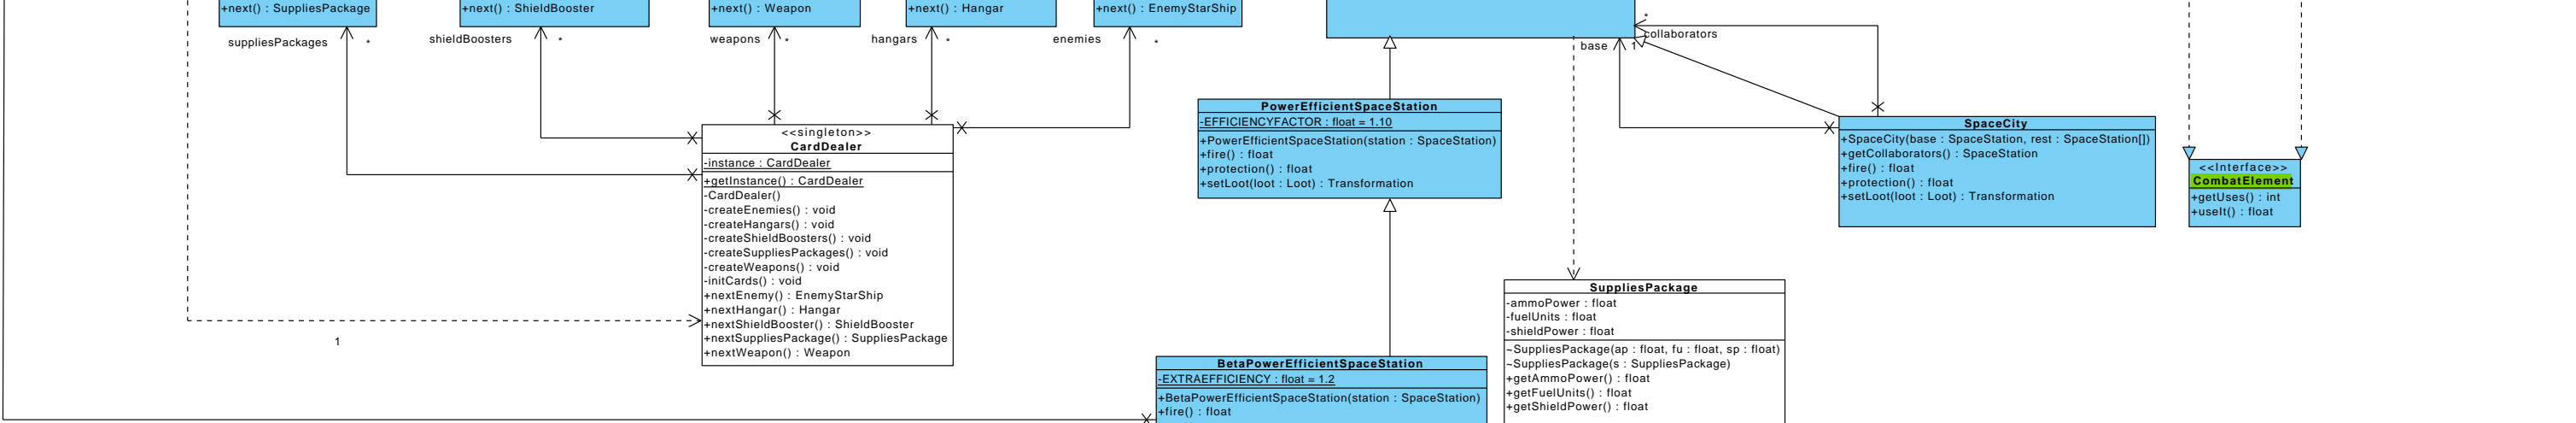 +next() : SuppliesPackage
+next() : ShieldBooster
+next() : Weapon
+next() : Hangar
+next() : EnemyStarShip
suppliesPackages
*
shieldBoosters
*
weapons
*
hangars
*
enemies
*
*
collaborators
base
1
<<singleton>>
CardDealer
-instance : CardDealer
+getInstance() : CardDealer
-CardDealer()
-createEnemies() : void
-createHangars() : void
-createShieldBoosters() : void
-createSuppliesPackages() : void
-createWeapons() : void
-initCards() : void
+nextEnemy() : EnemyStarShip
+nextHangar() : Hangar
+nextShieldBooster() : ShieldBooster
+nextSuppliesPackage() : SuppliesPackage
+nextWeapon() : Weapon
1
PowerEfficientSpaceStation
-EFFICIENCYFACTOR : float = 1.10
+PowerEfficientSpaceStation(station : SpaceStation)
+fire() : float
+protection() : float
+setLoot(loot : Loot) : Transformation
SpaceCity
+SpaceCity(base : SpaceStation, rest : SpaceStation[])
+getCollaborators() : SpaceStation
+fire() : float
+protection() : float
+setLoot(loot : Loot) : Transformation
<<Interface>>
CombatElement
+getUses() : int
+useIt() : float
BetaPowerEfficientSpaceStation
-EXTRAEFFICIENCY : float = 1.2
+BetaPowerEfficientSpaceStation(station : SpaceStation)
+fire() : float
SuppliesPackage
-ammoPower : float
-fuelUnits : float
-shieldPower : float
~SuppliesPackage(ap : float, fu : float, sp : float)
~SuppliesPackage(s : SuppliesPackage)
+getAmmoPower() : float
+getFuelUnits() : float
+getShieldPower() : float